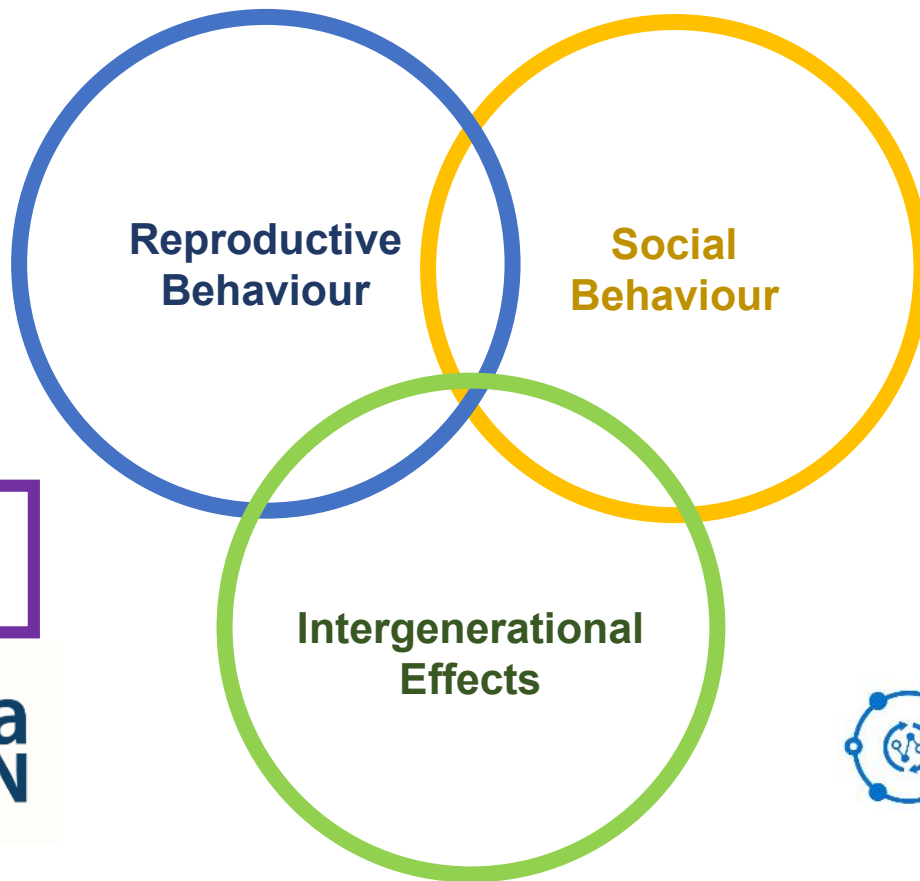 Reproductive
Behaviour
Social
Behaviour
Intergenerational
Effects
a
N